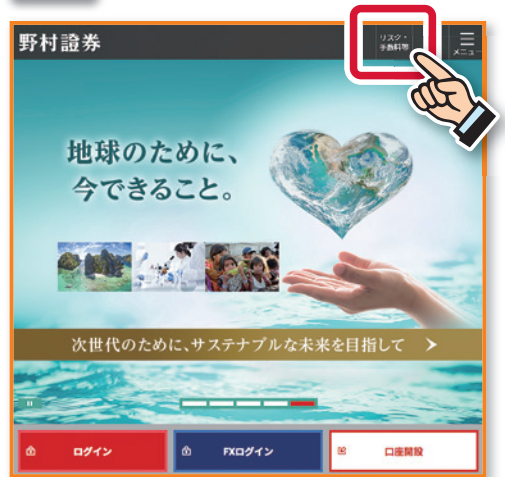 野村證券
リスク・
手数料等
メニュー
地球のために、
今できること。
次世代のために、サステナブルな未来を目指して
ログイン
FXログイン
口座開設